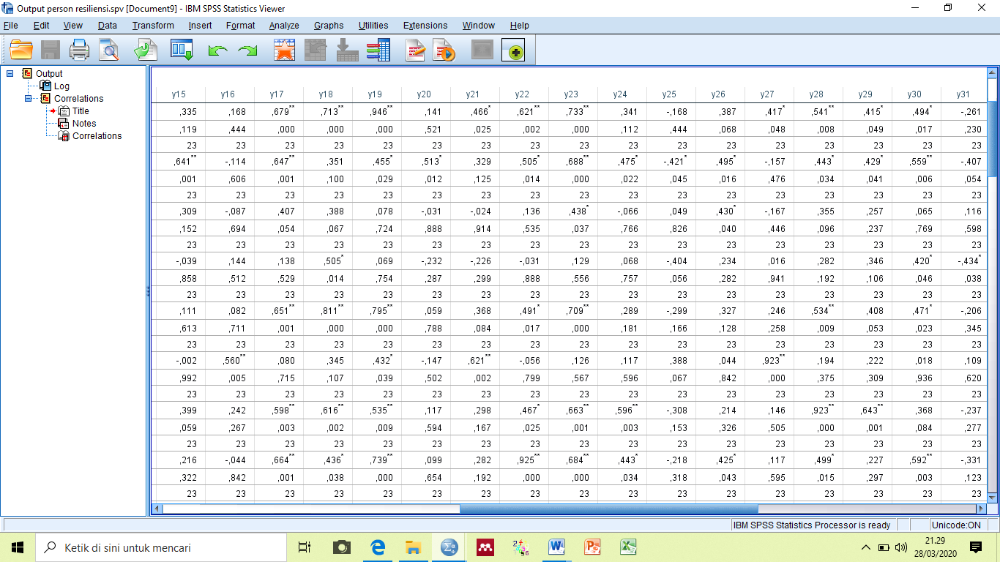 Output person resiliensi.spv [Document9] - IBM SPSS Statistics Viewer
File Edit View Data Transform Insert Format Analyze Graphs Utilities Extensions Window Help
Output
Log
Correlations
Title
Notes
Correlations
y15 y16 y17 y18 y19 y20 y21 y22 y23 y24 y25 y26 y27 y28 y29 y30 y31
,335 ,168 ,679** ,713** ,946** ,141 ,466* ,621** ,733** ,341 -,168 ,387 ,417* ,541** ,415* ,494* -,261
,119 ,444 ,000 ,000 ,000 ,521 ,025 ,002 ,000 ,112 ,444 ,068 ,048 ,008 ,049 ,017 ,230
23 23 23 23 23 23 23 23 23 23 23 23 23 23 23 23 23
,641** -,114 ,647** ,351 ,455* ,513* ,329 ,505* ,688** ,475* -,421* ,495* -,157 ,443* ,429* ,559** -,407
,001 ,606 ,001 ,100 ,029 ,012 ,125 ,014 ,000 ,022 ,045 ,016 ,476 ,034 ,041 ,006 ,054
23 23 23 23 23 23 23 23 23 23 23 23 23 23 23 23 23
,309 -,087 ,407 ,388 ,078 -,031 -,024 ,136 ,438* -,066 ,049 ,430* -,167 ,355 ,257 ,065 ,116
,152 ,694 ,054 ,067 ,724 ,888 ,914 ,535 ,037 ,766 ,826 ,040 ,446 ,096 ,237 ,769 ,598
23 23 23 23 23 23 23 23 23 23 23 23 23 23 23 23 23
-,039 ,144 ,138 ,505* ,069 -,232 -,226 -,031 ,129 ,068 -,404 ,234 ,016 ,282 ,346 ,420* -,434*
,858 ,512 ,529 ,014 ,754 ,287 ,299 ,888 ,556 ,757 ,056 ,282 ,941 ,192 ,106 ,046 ,038
23 23 23 23 23 23 23 23 23 23 23 23 23 23 23 23 23
,111 ,082 ,651** ,811** ,795** ,059 ,368 ,491* ,709** ,289 -,299 ,327 ,246 ,534** ,408 ,471* -,206
,613 ,711 ,001 ,000 ,000 ,788 ,084 ,017 ,000 ,181 ,166 ,128 ,258 ,009 ,053 ,023 ,345
23 23 23 23 23 23 23 23 23 23 23 23 23 23 23 23 23
-,002 ,560** ,080 ,345 ,432* -,147 ,621** -,056 ,126 ,117 ,388 ,044 ,923** ,194 ,222 ,018 ,109
,992 ,005 ,715 ,107 ,039 ,502 ,002 ,799 ,567 ,596 ,067 ,842 ,000 ,375 ,309 ,936 ,620
23 23 23 23 23 23 23 23 23 23 23 23 23 23 23 23 23
,399 ,242 ,598** ,616** ,535** ,117 ,298 ,467* ,663** ,596** -,308 ,214 ,146 ,923** ,643** ,368 -,237
,059 ,267 ,003 ,002 ,009 ,594 ,167 ,025 ,001 ,003 ,153 ,326 ,505 ,000 ,001 ,084 ,277
23 23 23 23 23 23 23 23 23 23 23 23 23 23 23 23 23
,216 -,044 ,664** ,436* ,739** ,099 ,282 ,925** ,684** ,443* -,218 ,425* ,117 ,499* ,227 ,592** -,331
,322 ,842 ,001 ,038 ,000 ,654 ,192 ,000 ,000 ,034 ,318 ,043 ,595 ,015 ,297 ,003 ,123
23 23 23 23 23 23 23 23 23 23 23 23 23 23 23 23 23
IBM SPSS Statistics Processor is ready Unicode:ON
Ketik di sini untuk mencari
21.29
28/03/2020